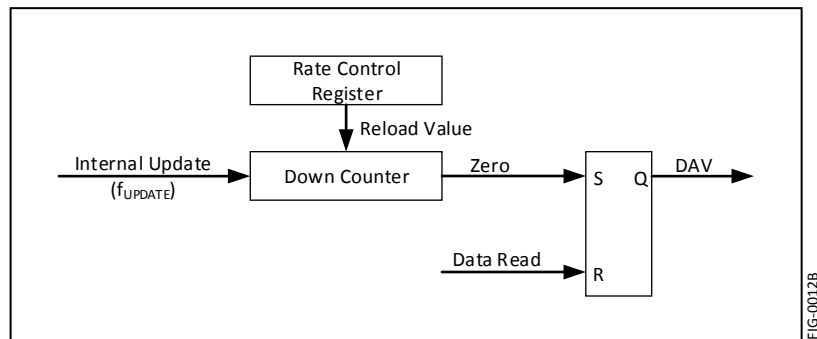 Rate Control
Register
Reload Value
Internal Update
(fUPDATE)
Down Counter
Zero
S
Q
DAV
Data Read
R
FIG-0012B